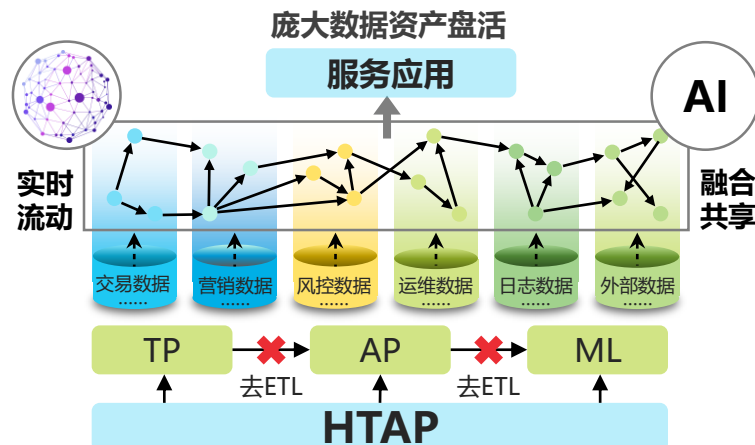 庞大数据资产盘活
服务应用
AI
实时
流动
融合
共享
交易数据
......
营销数据
......
风控数据
......
运维数据
......
日志数据
......
外部数据
......
TP
AP
ML
去ETL
去ETL
HTAP